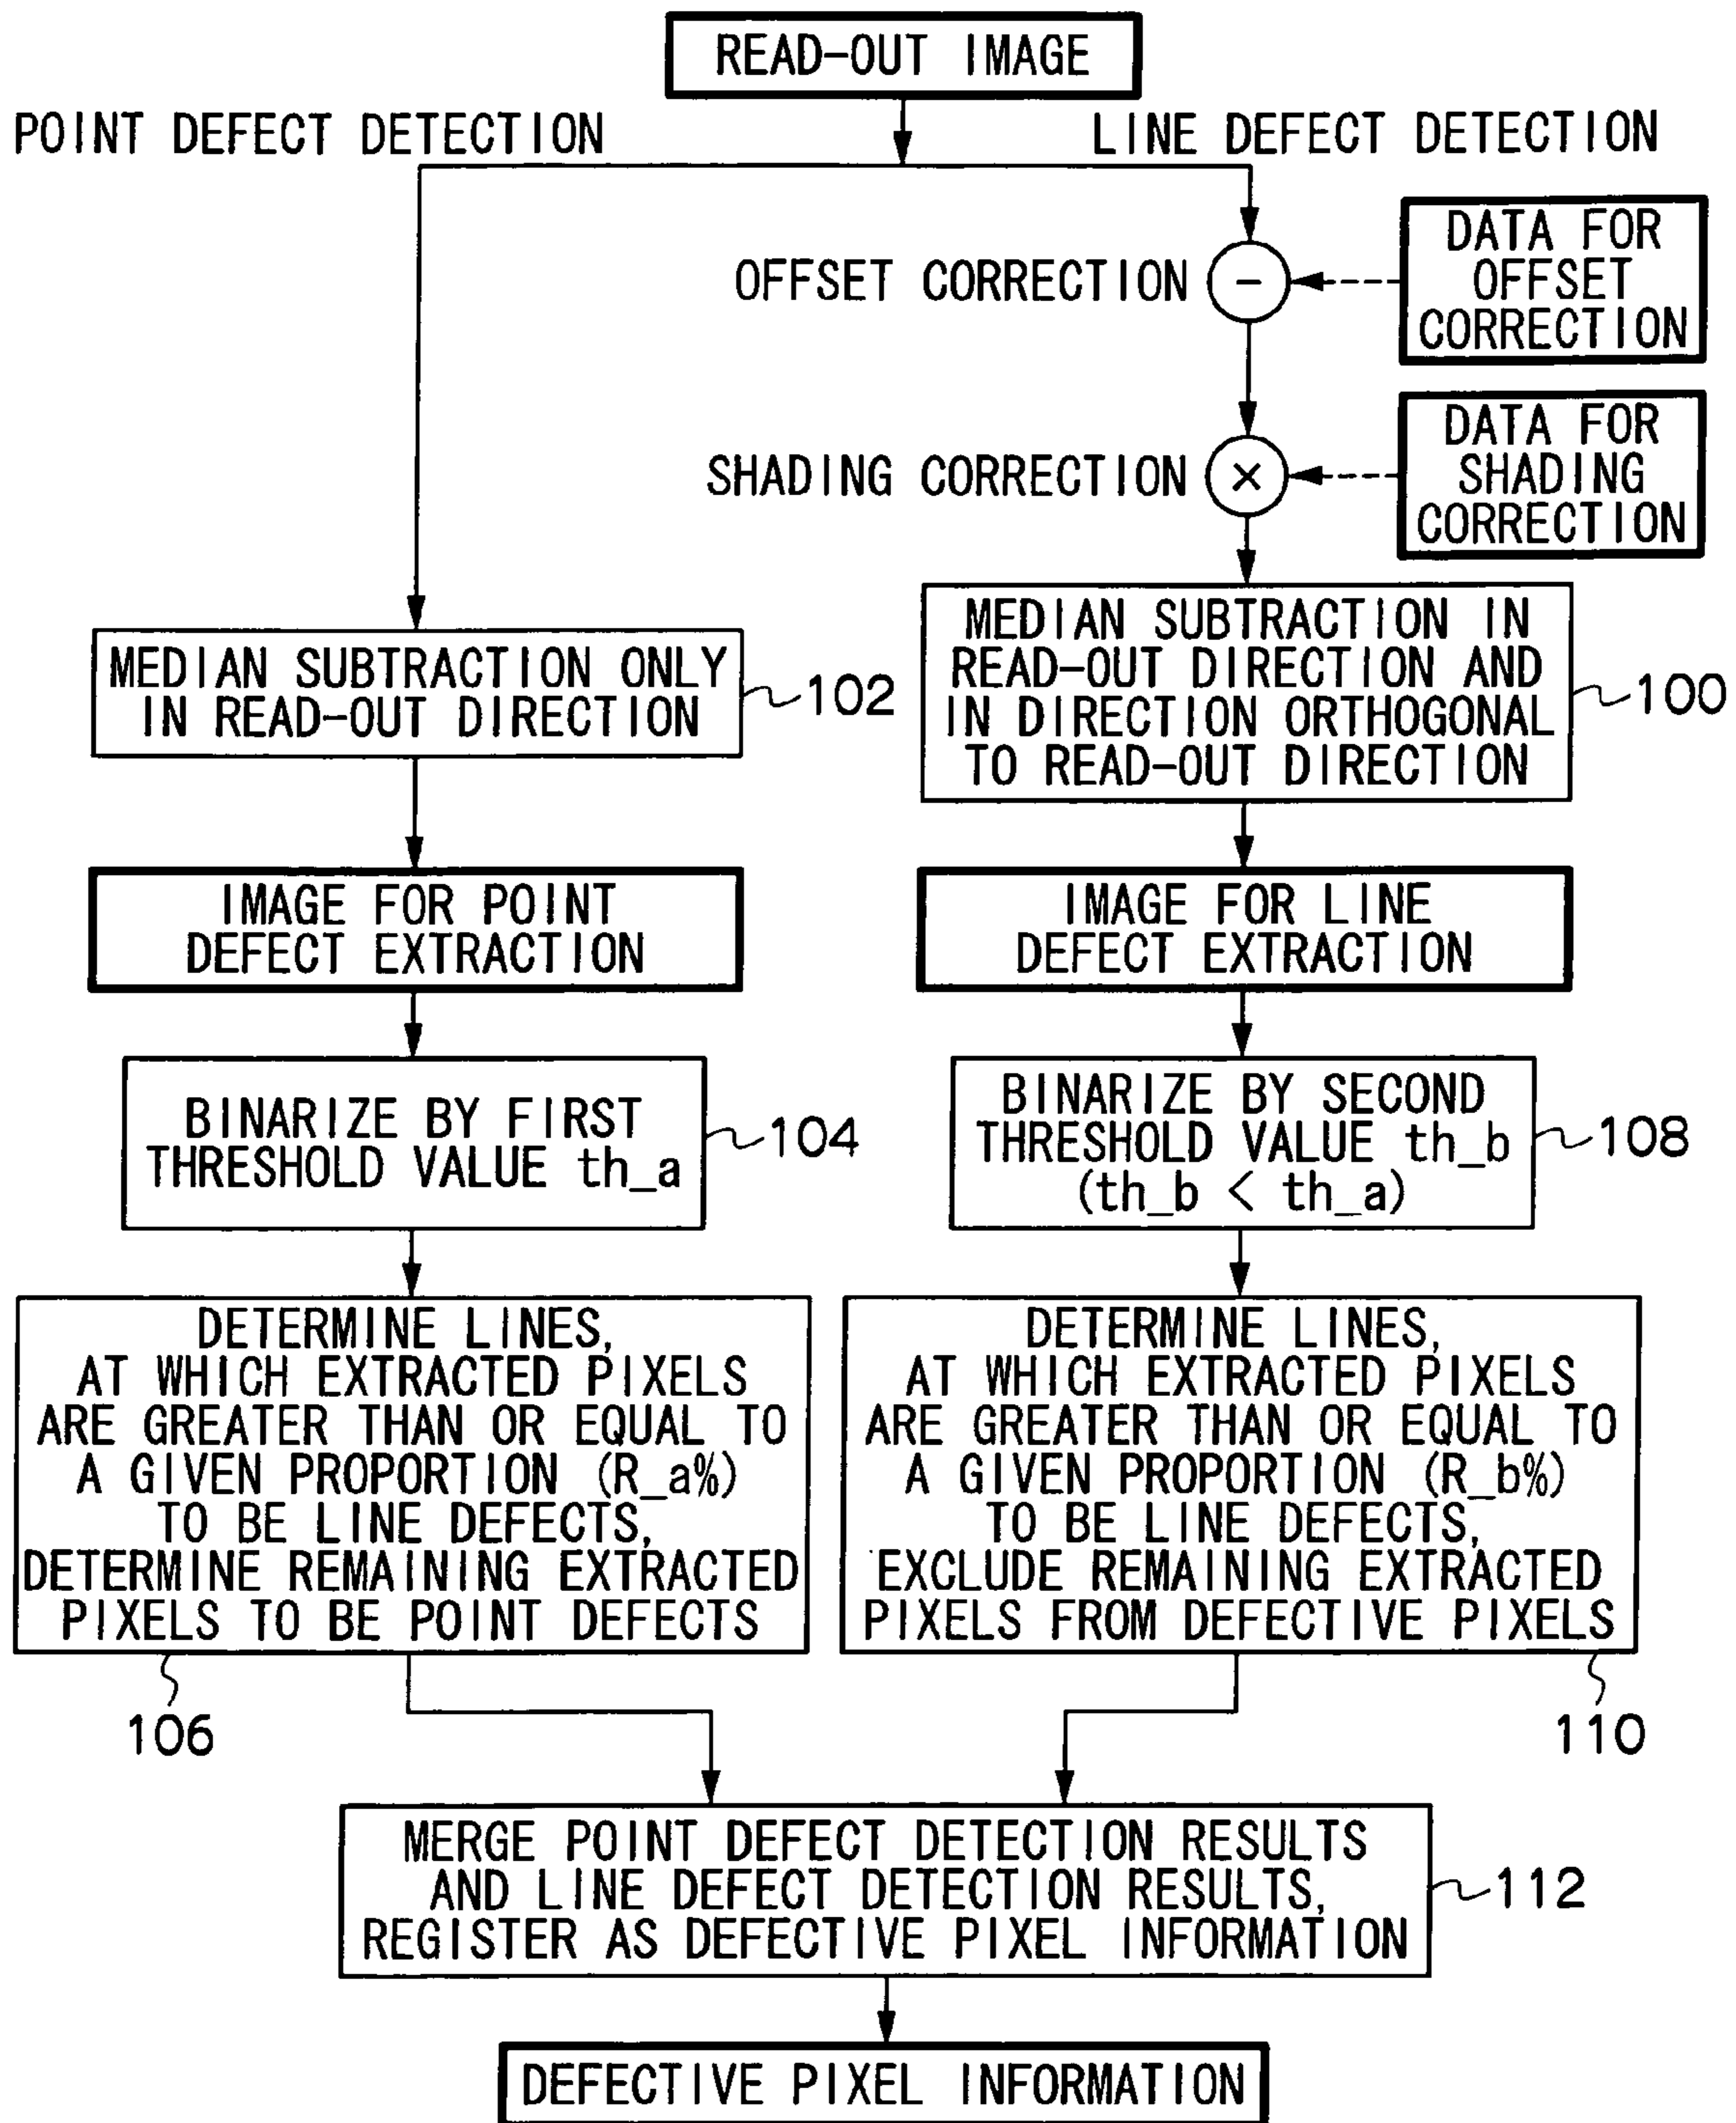 READ-OUT IMAGE
POINT DEFECT DETECTION
LINE DEFECT DETECTION
OFFSET CORRECTION
-
DATA FOR
OFFSET
CORRECTION
SHADING CORRECTION
×
DATA FOR
SHADING
CORRECTION
MEDIAN SUBTRACTION ONLY
IN READ-OUT DIRECTION
102
MEDIAN SUBTRACTION IN
READ-OUT DIRECTION AND
IN DIRECTION ORTHOGONAL
TO READ-OUT DIRECTION
100
IMAGE FOR POINT
DEFECT EXTRACTION
IMAGE FOR LINE
DEFECT EXTRACTION
BINARIZE BY FIRST
THRESHOLD VALUE th_a
104
BINARIZE BY SECOND
THRESHOLD VALUE th_b
(th_b < th_a)
108
DETERMINE LINES,
AT WHICH EXTRACTED PIXELS
ARE GREATER THAN OR EQUAL TO
A GIVEN PROPORTION (R_a%)
TO BE LINE DEFECTS,
DETERMINE REMAINING EXTRACTED
PIXELS TO BE POINT DEFECTS
106
DETERMINE LINES,
AT WHICH EXTRACTED PIXELS
ARE GREATER THAN OR EQUAL TO
A GIVEN PROPORTION (R_b%)
TO BE LINE DEFECTS,
EXCLUDE REMAINING EXTRACTED
PIXELS FROM DEFECTIVE PIXELS
110
MERGE POINT DEFECT DETECTION RESULTS
AND LINE DEFECT DETECTION RESULTS,
REGISTER AS DEFECTIVE PIXEL INFORMATION
112
DEFECTIVE PIXEL INFORMATION